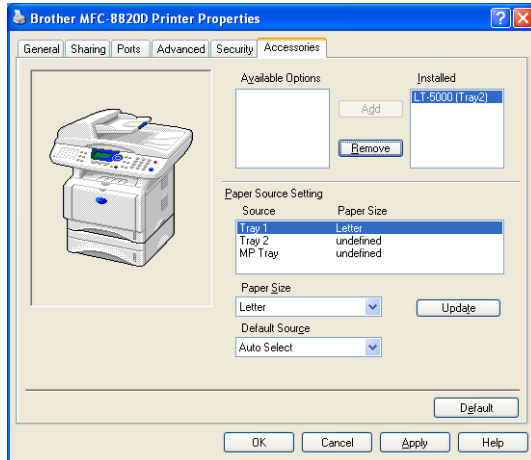 Brother MFC-8820D Printer Properties
General Sharing Ports Advanced Security Accessories
Available Options Installed
LT-5000 (Tray2)
Add
Remove
Paper Source Setting
Source Paper Size
Tray 1 Letter
Tray 2 undefined
MP Tray undefined
Paper Size
Letter Update
Default Source
Auto Select
Default
OK Cancel Apply Help